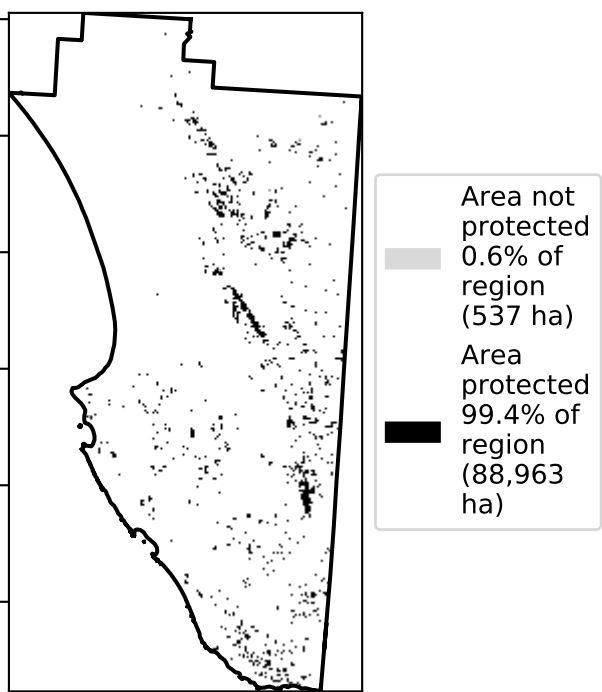 Area not
protected
0.6% of
region
(537 ha)
Area
protected
99.4% of
region
(88,963
ha)